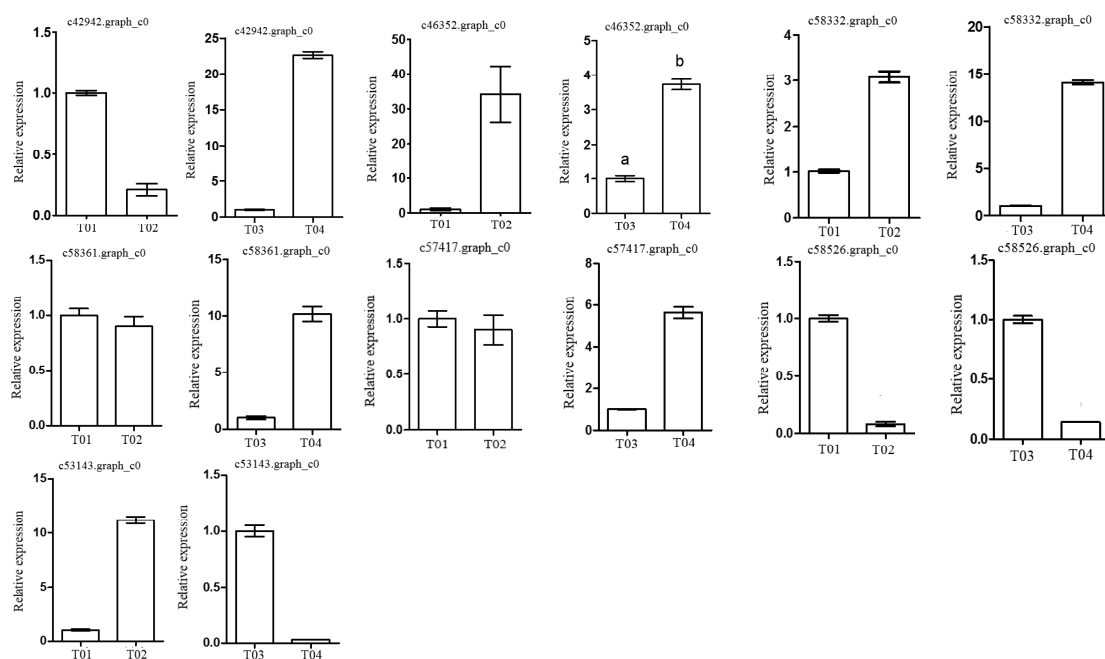 c42942.graph_c0
Relative expression
1.5
1.0
0.5
0.0
T01
T02
c42942.graph_c0
Relative expression
25
20
15
10
5
0
T03
T04
c46352.graph_c0
Relative expression
50
40
30
20
10
0
T01
T02
c46352.graph_c0
Relative expression
5
4
3
2
1
0
a
b
T03
T04
c58332.graph_c0
Relative expression
4
3
2
1
0
T01
T02
c58332.graph_c0
Relative expression
20
15
10
5
0
T03
T04
c58361.graph_c0
Relative expression
1.5
1.0
0.5
0.0
T01
T02
c58361.graph_c0
Relative expression
15
10
5
0
T03
T04
c57417.graph_c0
Relative expression
1.5
1.0
0.5
0.0
T01
T02
c57417.graph_c0
Relative expression
8
6
4
2
0
T03
T04
c58526.graph_c0
Relative expression
1.5
1.0
0.5
0.0
T01
T02
c58526.graph_c0
Relative expression
1.5
1.0
0.5
0.0
T03
T04
c53143.graph_c0
Relative expression
15
10
5
0
T01
T02
c53143.graph_c0
Relative expression
1.5
1.0
0.5
0.0
T03
T04